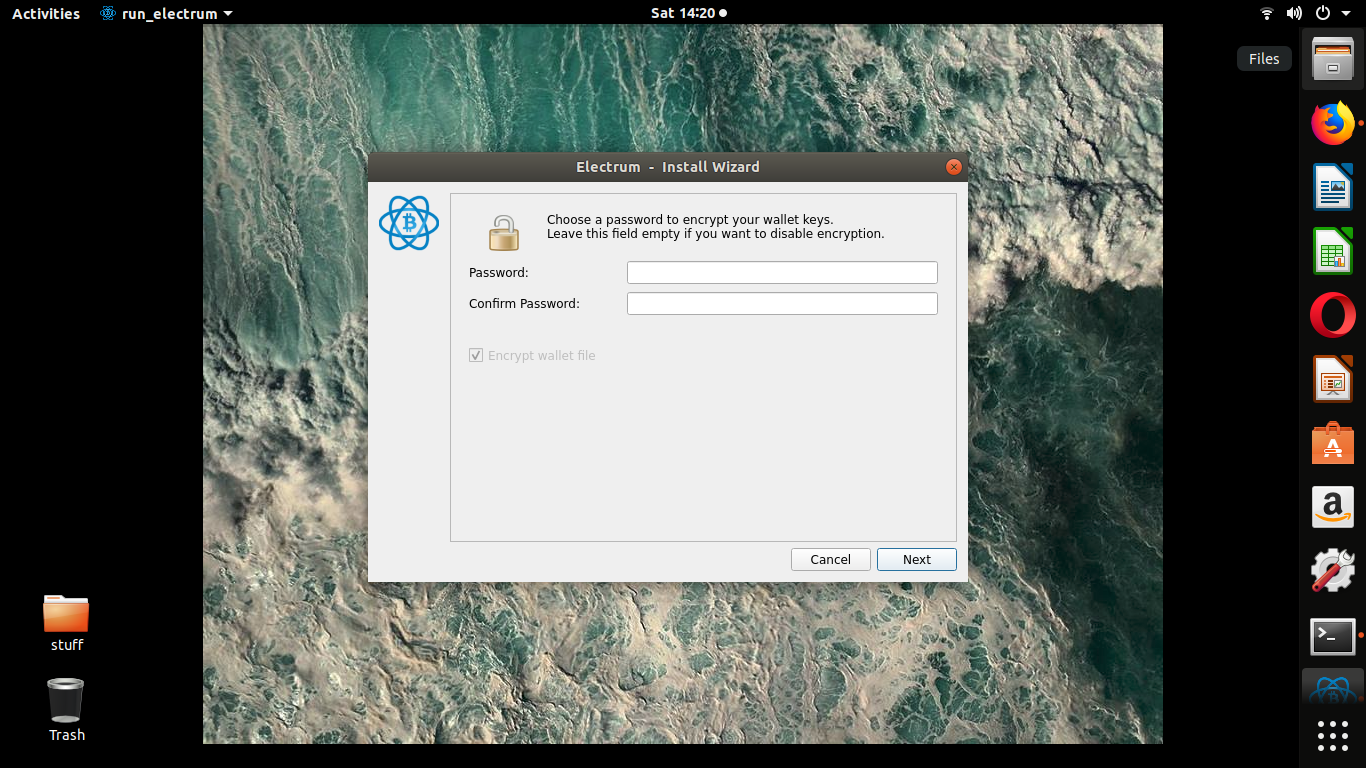 Activities
run_electrum
Sat 14:20
Files
Electrum - Install Wizard
Choose a password to encrypt your wallet keys.
Leave this field empty if you want to disable encryption.
Password:
Confirm Password:
Encrypt wallet file
Cancel
Next
stuff
Trash